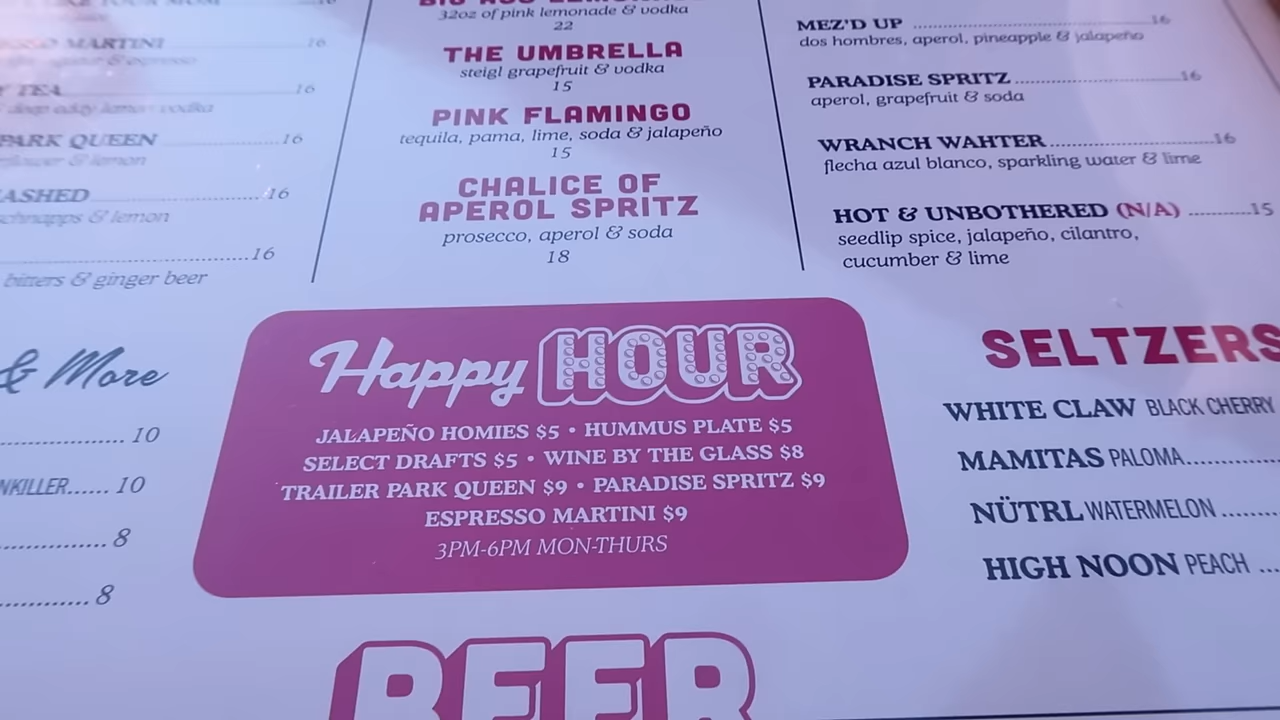 MARTINI 16
TEA 16
deep eddy lemon vodka
PARK QUEEN 16
& lemon
ASHED 16
schnapps & lemon
16
bitters & ginger beer
32oz of pink lemonade & vodka
22
THE UMBRELLA
steigl grapefruit & vodka
15
PINK FLAMINGO
tequila, pama, lime, soda & jalapeño
15
CHALICE OF
APEROL SPRITZ
prosecco, aperol & soda
18
MEZ'D UP 16
dos hombres, aperol, pineapple & jalapeño
PARADISE SPRITZ 16
aperol, grapefruit & soda
WRANCH WAHTER 16
flecha azul blanco, sparkling water & lime
HOT & UNBOTHERED (N/A) 15
seedlip spice, jalapeño, cilantro,
cucumber & lime
& More
10
NKILLER 10
8
8
Happy HOUR
JALAPEÑO HOMIES $5 • HUMMUS PLATE $5
SELECT DRAFTS $5 • WINE BY THE GLASS $8
TRAILER PARK QUEEN $9 • PARADISE SPRITZ $9
ESPRESSO MARTINI $9
3PM-6PM MON-THURS
SELTZERS
WHITE CLAW BLACK CHERRY
MAMITAS PALOMA
NÜTRL WATERMELON
HIGH NOON PEACH
BEER